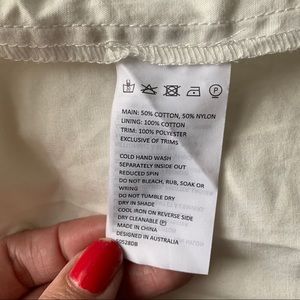 P
MAIN: 50% COTTON, 50% NYLON
LINING: 100% COTTON
TRIM: 100% POLYESTER
EXCLUSIVE OF TRIMS
COLD HAND WASH
SEPARATELY INSIDE OUT
REDUCED SPIN
DO NOT BLEACH, RUB, SOAK OR
WRING
DO NOT TUMBLE DRY
DRY IN SHADE
COOL IRON ON REVERSE SIDE
DRY CLEANABLE Ⓟ
MADE IN CHINA
DESIGNED IN AUSTRALIA